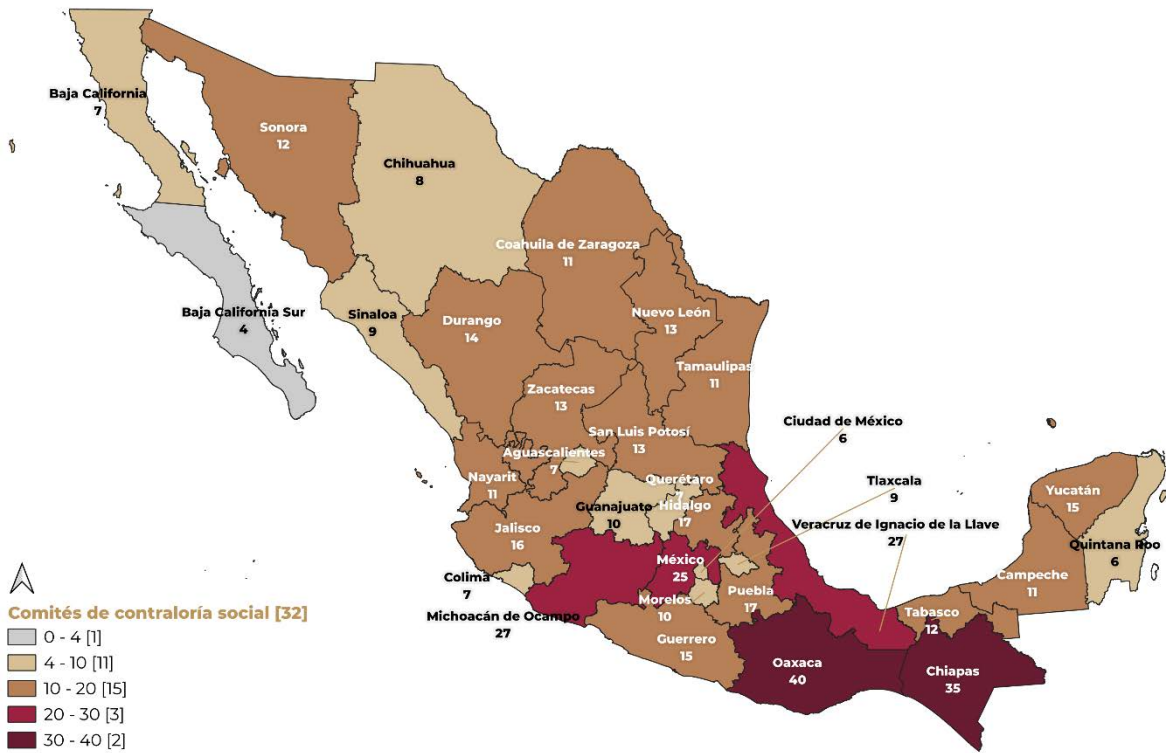 Baja California
7
Sonora
12
Chihuahua
8
Coahuila de Zaragoza
11
Baja California Sur
4
Sinaloa
9
Durango
14
Nuevo León
13
Tamaulipas
11
Zacatecas
13
San Luis Potosí
13
Ciudad de México
6
Aguascalientes
7
Nayarit
11
Querétaro
7
Tlaxcala
9
Guanajuato
10
Hidalgo
17
Yucatán
15
Jalisco
16
Veracruz de Ignacio de la Llave
27
Quintana Roo
6
México
25
Campeche
11
Colima
7
Morelos
10
Puebla
17
Tabasco
12
Michoacán de Ocampo
27
Guerrero
15
Oaxaca
40
Chiapas
35
Comités de contraloría social [32]
0 - 4 [1]
4 - 10 [11]
10 - 20 [15]
20 - 30 [3]
30 - 40 [2]